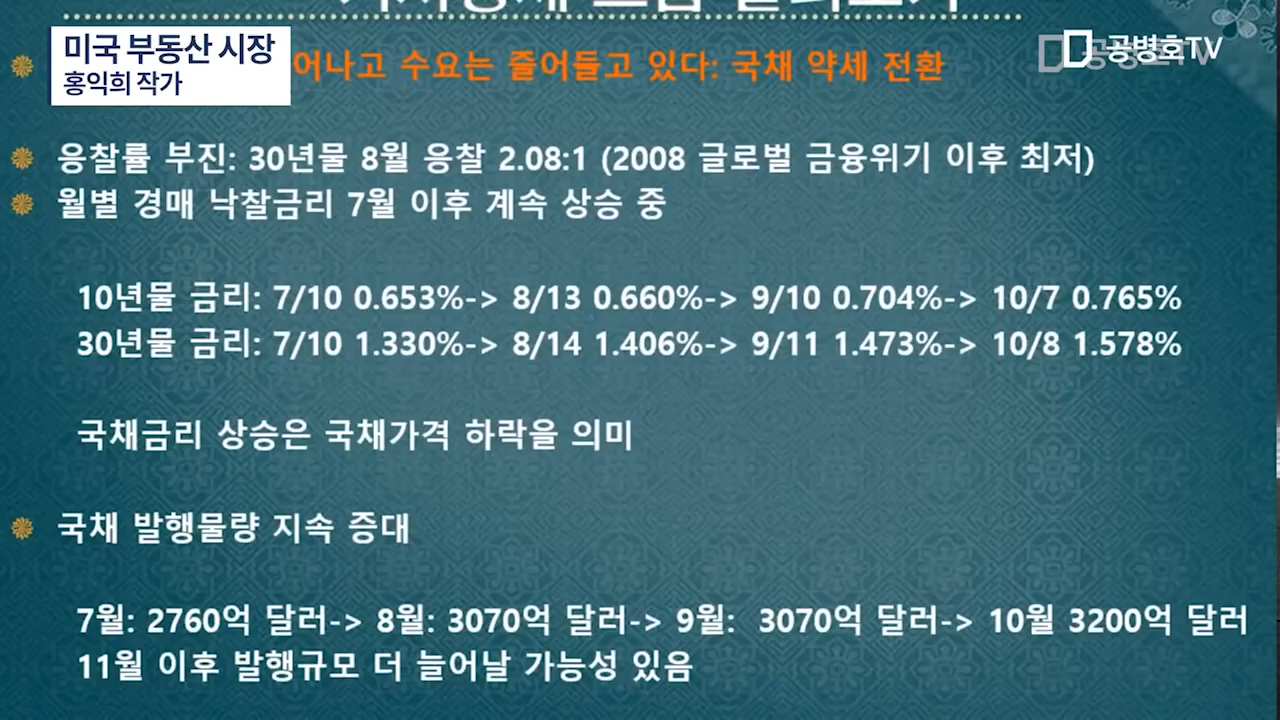 미국 부동산 시장
홍익희 작가
공병호TV
어나고 수요는 줄어들고 있다: 국채 약세 전환
응찰률 부진: 30년물 8월 응찰 2.08:1 (2008 글로벌 금융위기 이후 최저)
월별 경매 낙찰금리 7월 이후 계속 상승 중
10년물 금리: 7/10 0.653%-> 8/13 0.660%-> 9/10 0.704%-> 10/7 0.765%
30년물 금리: 7/10 1.330%-> 8/14 1.406%-> 9/11 1.473%-> 10/8 1.578%
국채금리 상승은 국채가격 하락을 의미
국채 발행물량 지속 증대
7월: 2760억 달러-> 8월: 3070억 달러-> 9월: 3070억 달러-> 10월 3200억 달러
11월 이후 발행규모 더 늘어날 가능성 있음